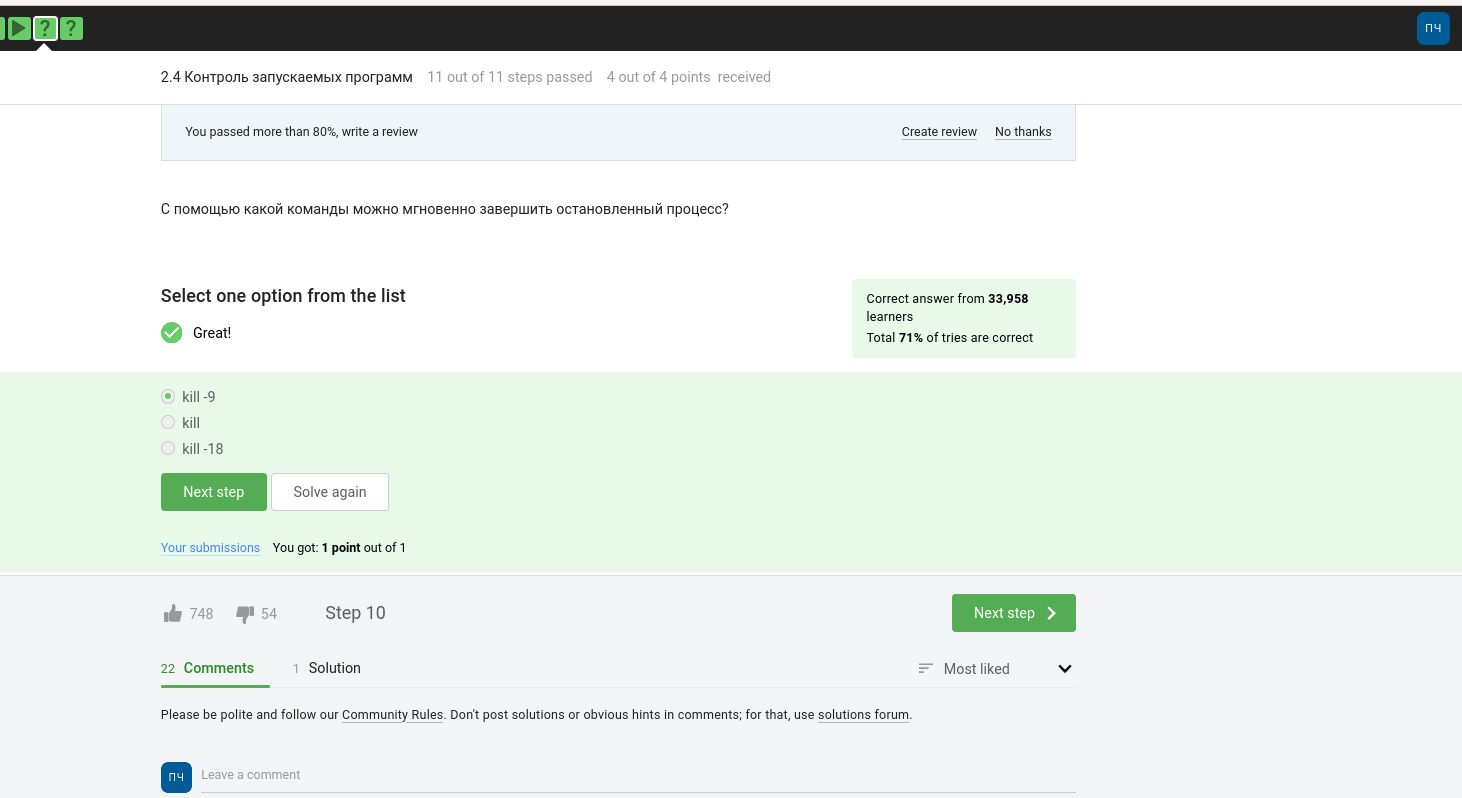 ? ?
ПЧ
2.4 Контроль запускаемых программ 11 out of 11 steps passed 4 out of 4 points received
You passed more than 80%, write a review Create review No thanks
С помощью какой команды можно мгновенно завершить остановленный процесс?
Select one option from the list
Great!
Correct answer from 33,958
learners
Total 71% of tries are correct
kill -9
kill
kill -18
Next step Solve again
Your submissions You got: 1 point out of 1
748 54 Step 10 Next step
22 Comments 1 Solution Most liked
Please be polite and follow our Community Rules. Don't post solutions or obvious hints in comments; for that, use solutions forum.
ПЧ Leave a comment